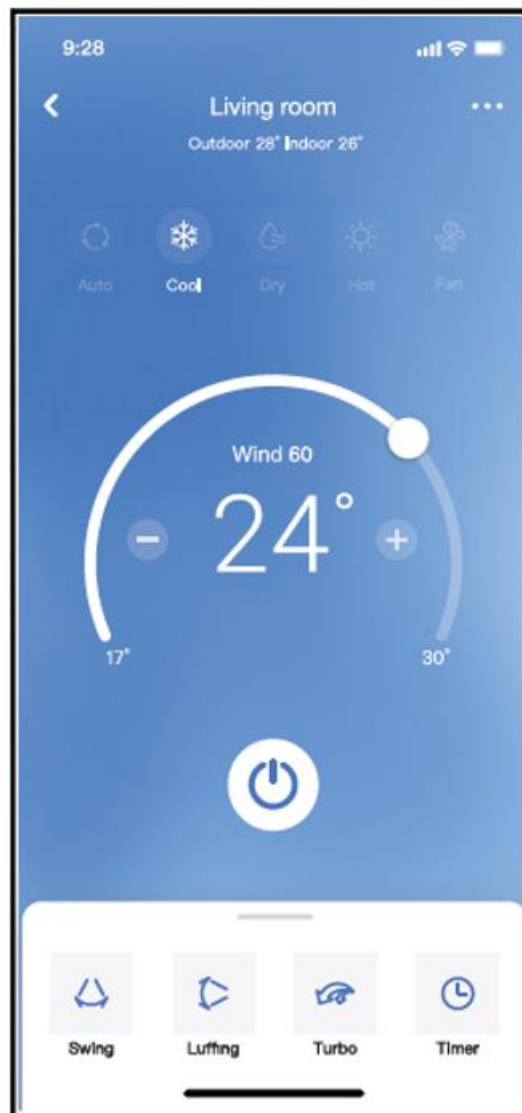 9:28
Living room
Outdoor 28° Indoor 26°
Auto Cool Dry Hot Fan
Wind 60
24°
17° 30°
Swing Luffing Turbo Timer